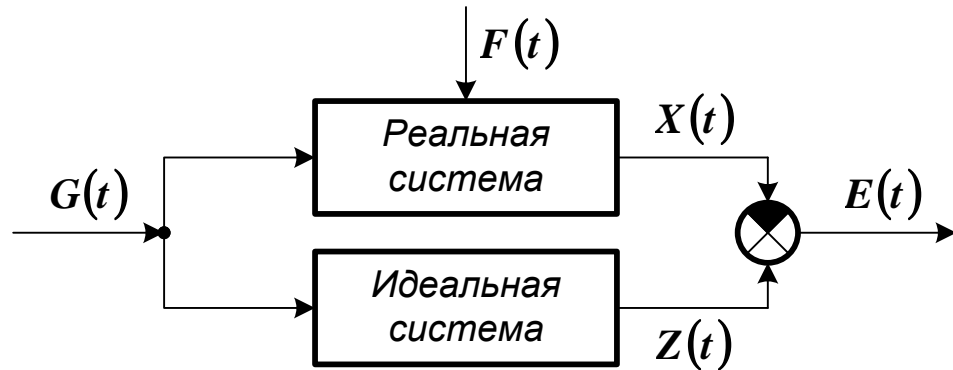 F(t)
Реальная
система
X(t)
G(t)
E(t)
Идеальная
система
Z(t)